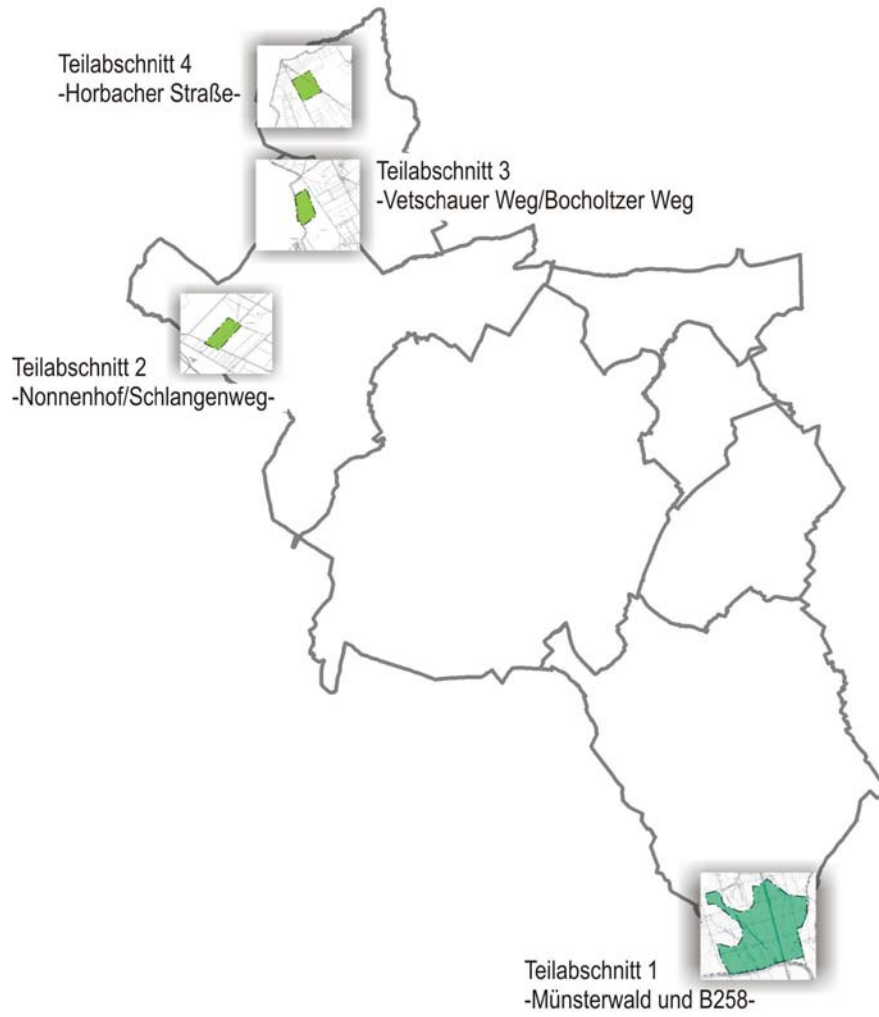 Teilabschnitt 4
-Horbacher Straße-
Teilabschnitt 3
-Vetschauer Weg/Bocholtzer Weg
Teilabschnitt 2
-Nonnenhof/Schlangenweg-
Teilabschnitt 1
-Münsterwald und B258-